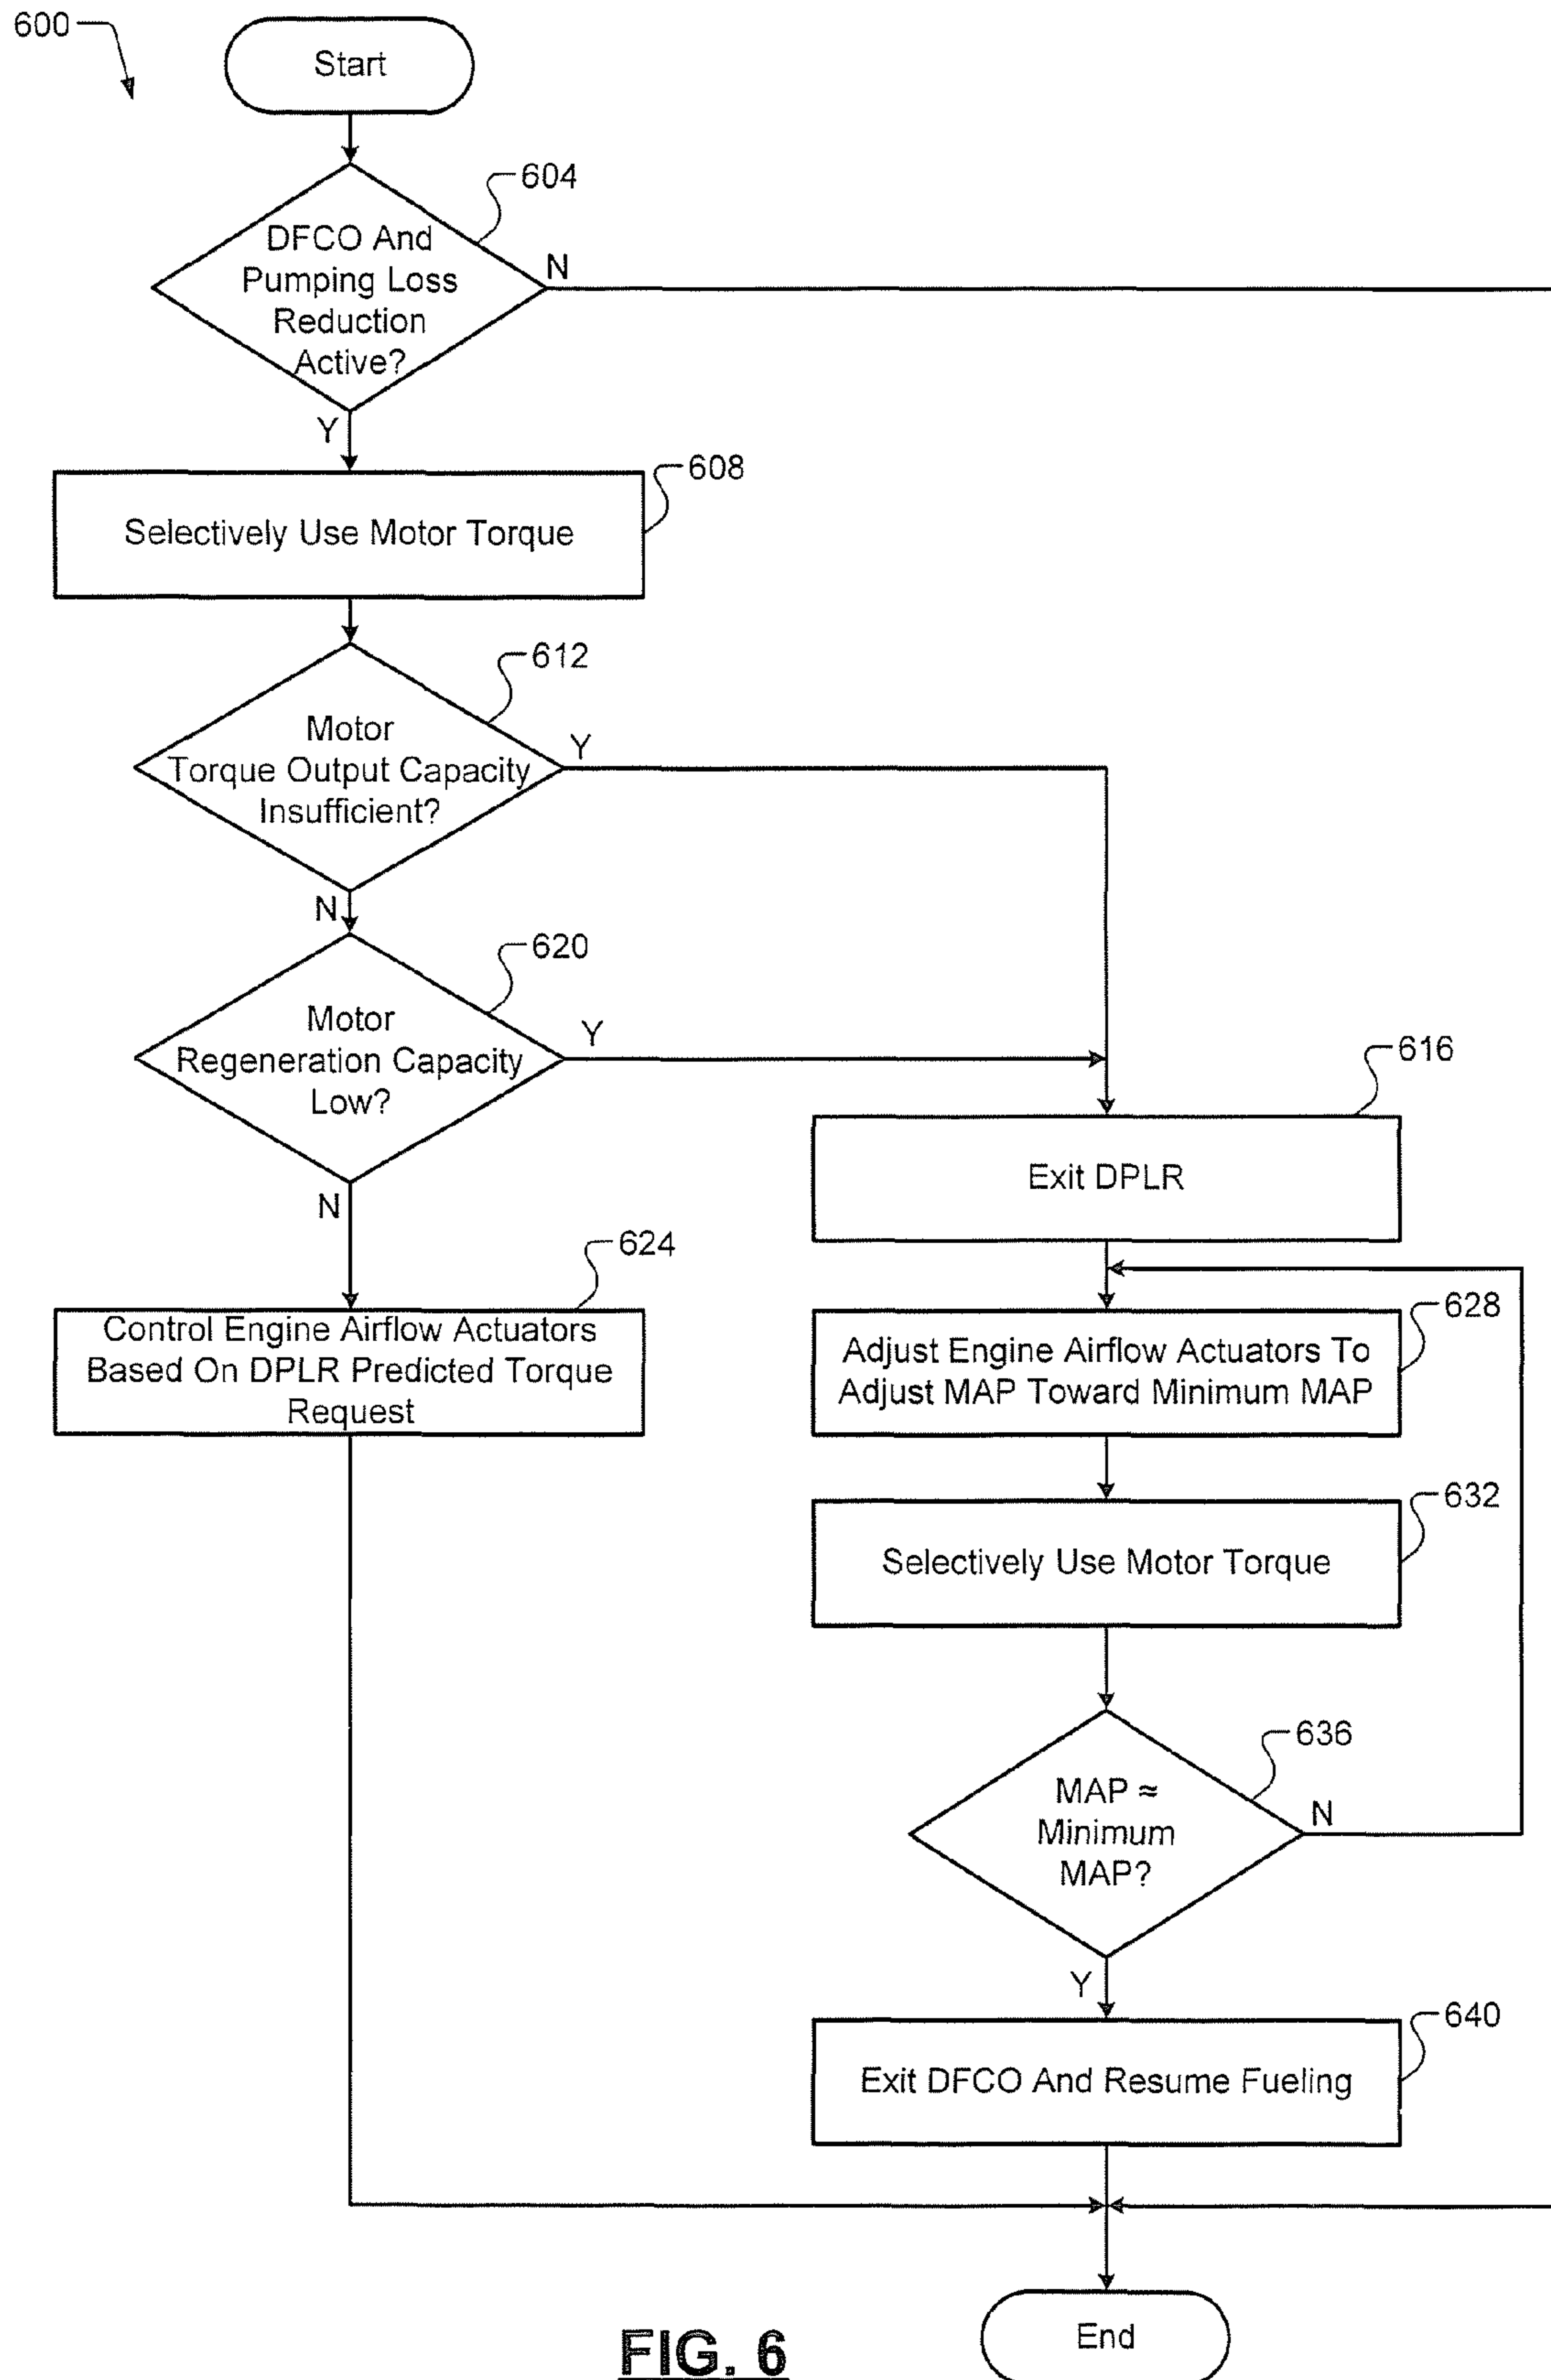 600
Start
604
DFCO And
Pumping Loss
Reduction
Active?
N
Y
608
Selectively Use Motor Torque
612
Motor
Torque Output Capacity
Insufficient?
Y
N
620
Motor
Regeneration Capacity
Low?
Y
N
616
Exit DPLR
624
Control Engine Airflow Actuators
Based On DPLR Predicted Torque
Request
628
Adjust Engine Airflow Actuators To
Adjust MAP Toward Minimum MAP
632
Selectively Use Motor Torque
636
MAP ≈
Minimum
MAP?
N
Y
640
Exit DFCO And Resume Fueling
End
FIG. 6